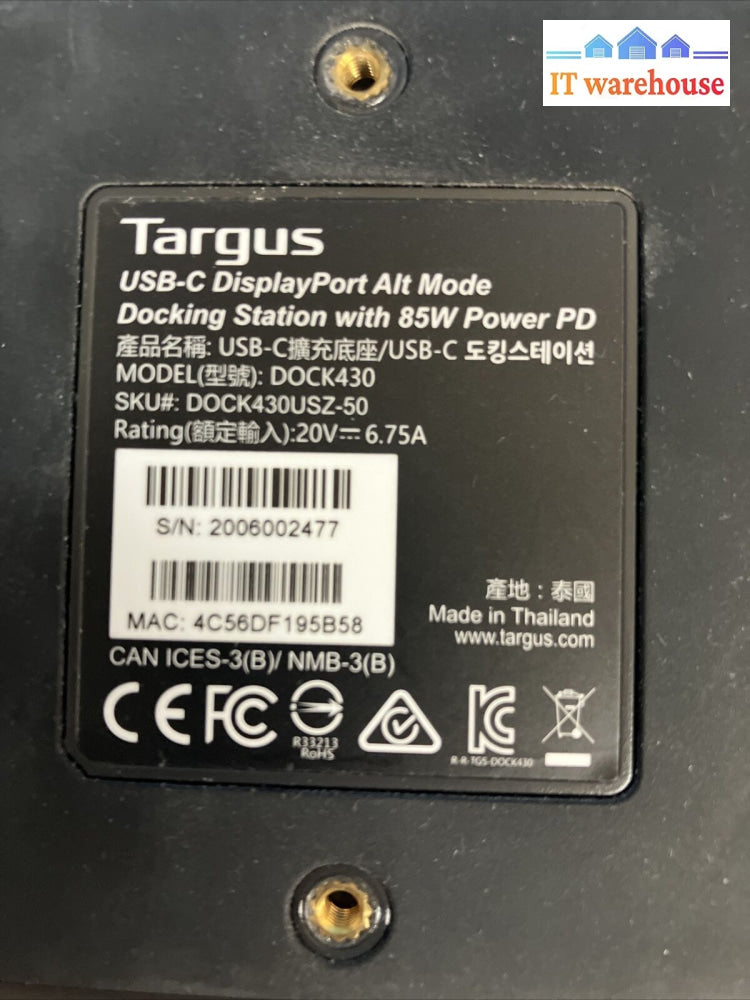 IT warehouse
Targus
USB-C DisplayPort Alt Mode
Docking Station with 85W Power PD
產品名稱: USB-C擴充底座/USB-C 도킹스테이션
MODEL(型號): DOCK430
SKU#: DOCK430USZ-50
Rating(額定輸入):20V⎓6.75A
S/N: 2006002477
MAC: 4C56DF195B58
產地：泰國
Made in Thailand
www.targus.com
CAN ICES-3(B)/ NMB-3(B)
CE FC
R33213
RoHS
R-R-TGS-DOCK430